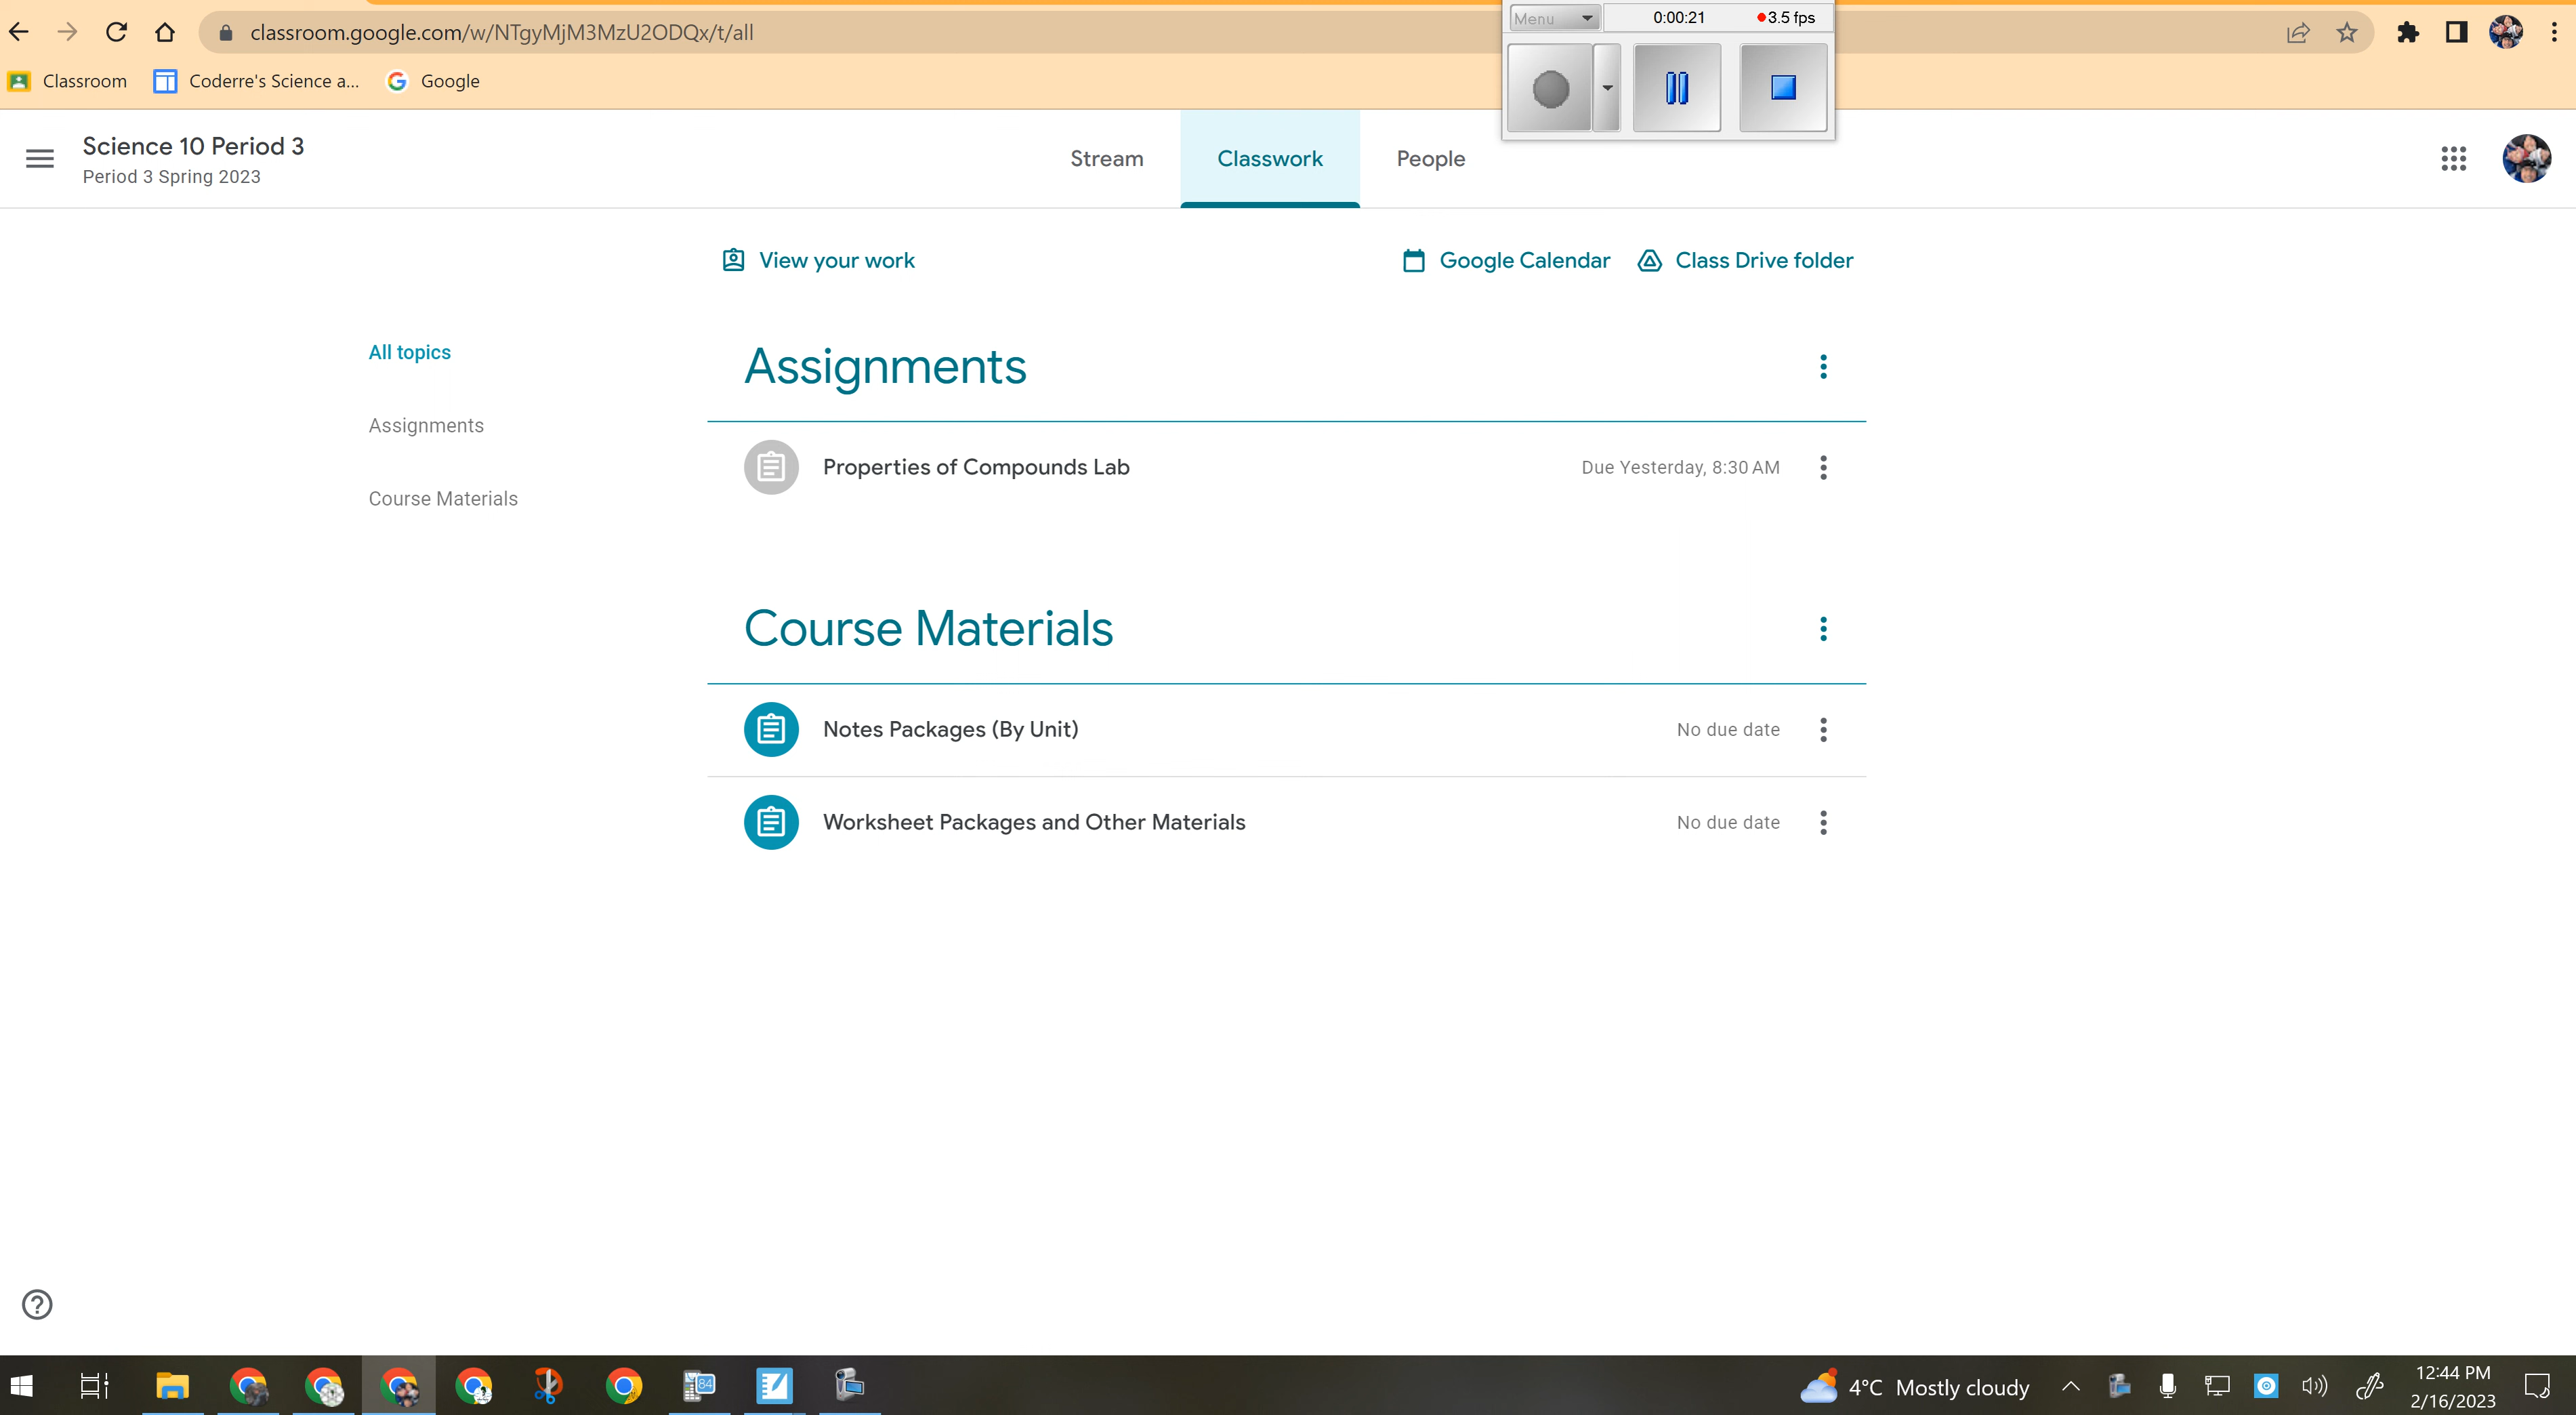 Menu 0:00:21 3.5 fps
classroom.google.com/w/NTgyMjM3MzU2ODQx/t/all
Classroom Coderre's Science a... Google
Science 10 Period 3
Period 3 Spring 2023
Stream Classwork People
View your work Google Calendar Class Drive folder
All topics
Assignments
Course Materials
Assignments
Properties of Compounds Lab Due Yesterday, 8:30 AM
Course Materials
Notes Packages (By Unit) No due date
Worksheet Packages and Other Materials No due date
84
4°C Mostly cloudy
12:44 PM
2/16/2023